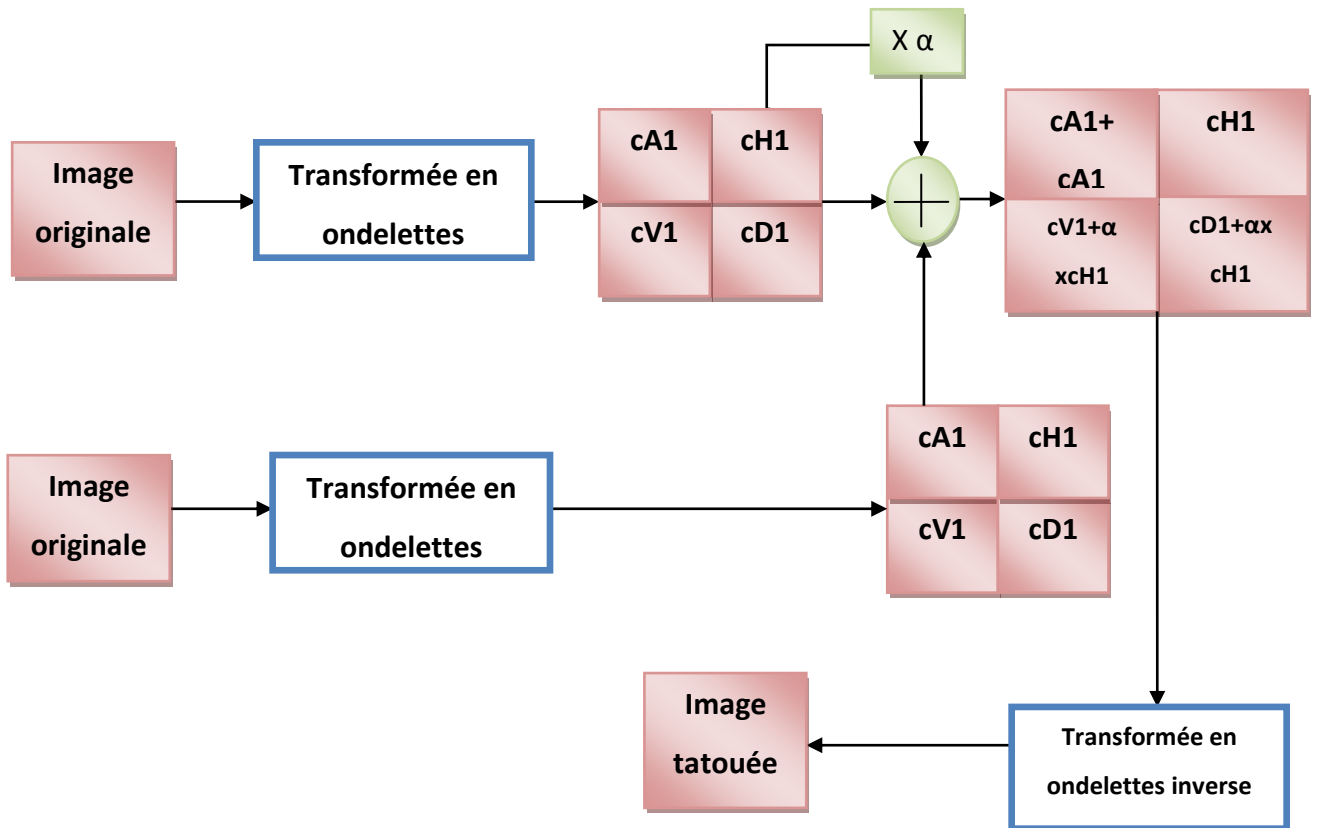 X α
Image
originale
Transformée en
ondelettes
cA1
cH1
cV1
cD1
cA1+
cA1
cH1
cV1+α
xcH1
cD1+αx
cH1
Image
originale
Transformée en
ondelettes
cA1
cH1
cV1
cD1
Image
tatouée
Transformée en
ondelettes inverse